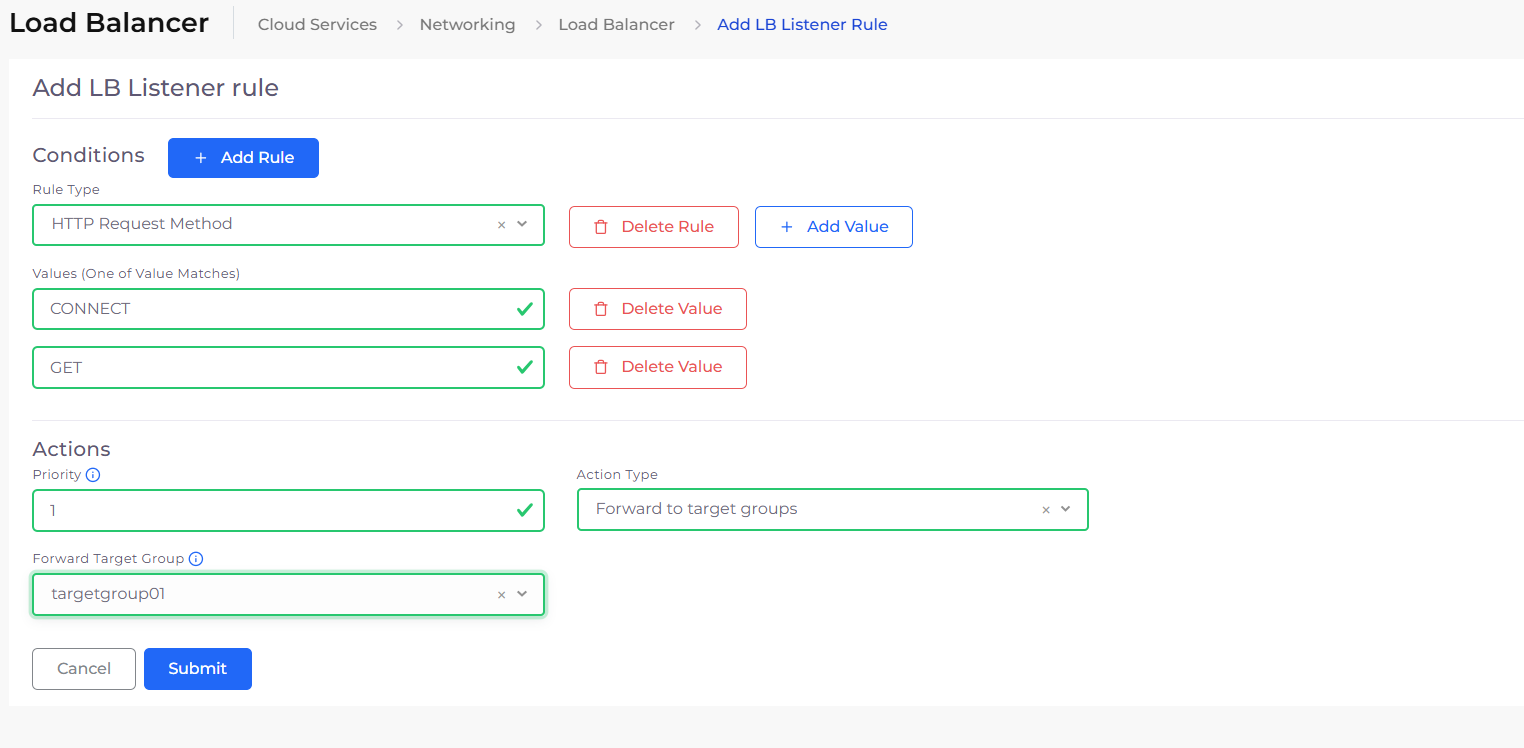 Load Balancer
Cloud Services > Networking > Load Balancer > Add LB Listener Rule
Add LB Listener rule
Conditions
+ Add Rule
Rule Type
HTTP Request Method
Delete Rule
+ Add Value
Values (One of Value Matches)
CONNECT
Delete Value
GET
Delete Value
Actions
Priority
Action Type
1
Forward to target groups
Forward Target Group
targetgroup01
Cancel
Submit